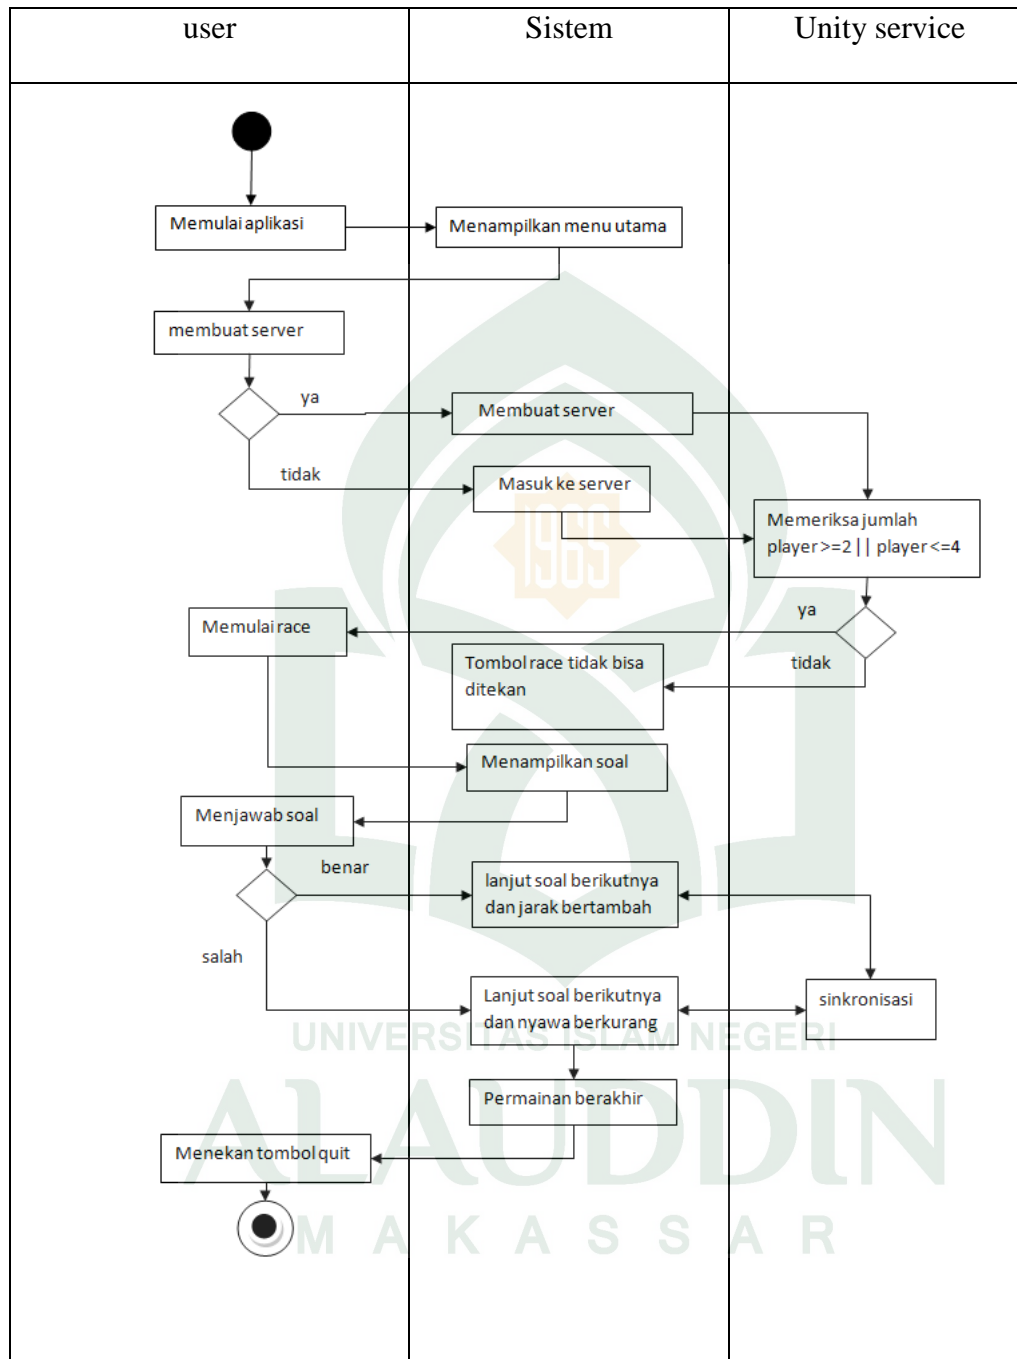 user
Sistem
Unity service
Memulai aplikasi
Menampilkan menu utama
membuat server
ya
Membuat server
tidak
Masuk ke server
Memeriksa jumlah
player >=2 || player <=4
1965
ya
Memulai race
tidak
Tombol race tidak bisa
ditekan
Menampilkan soal
Menjawab soal
benar
lanjut soal berikutnya
dan jarak bertambah
salah
Lanjut soal berikutnya
dan nyawa berkurang
sinkronisasi
UNIVERSITAS ISLAM NEGERI
Permainan berakhir
ALAUDDIN
Menekan tombol quit
MAKASSAR